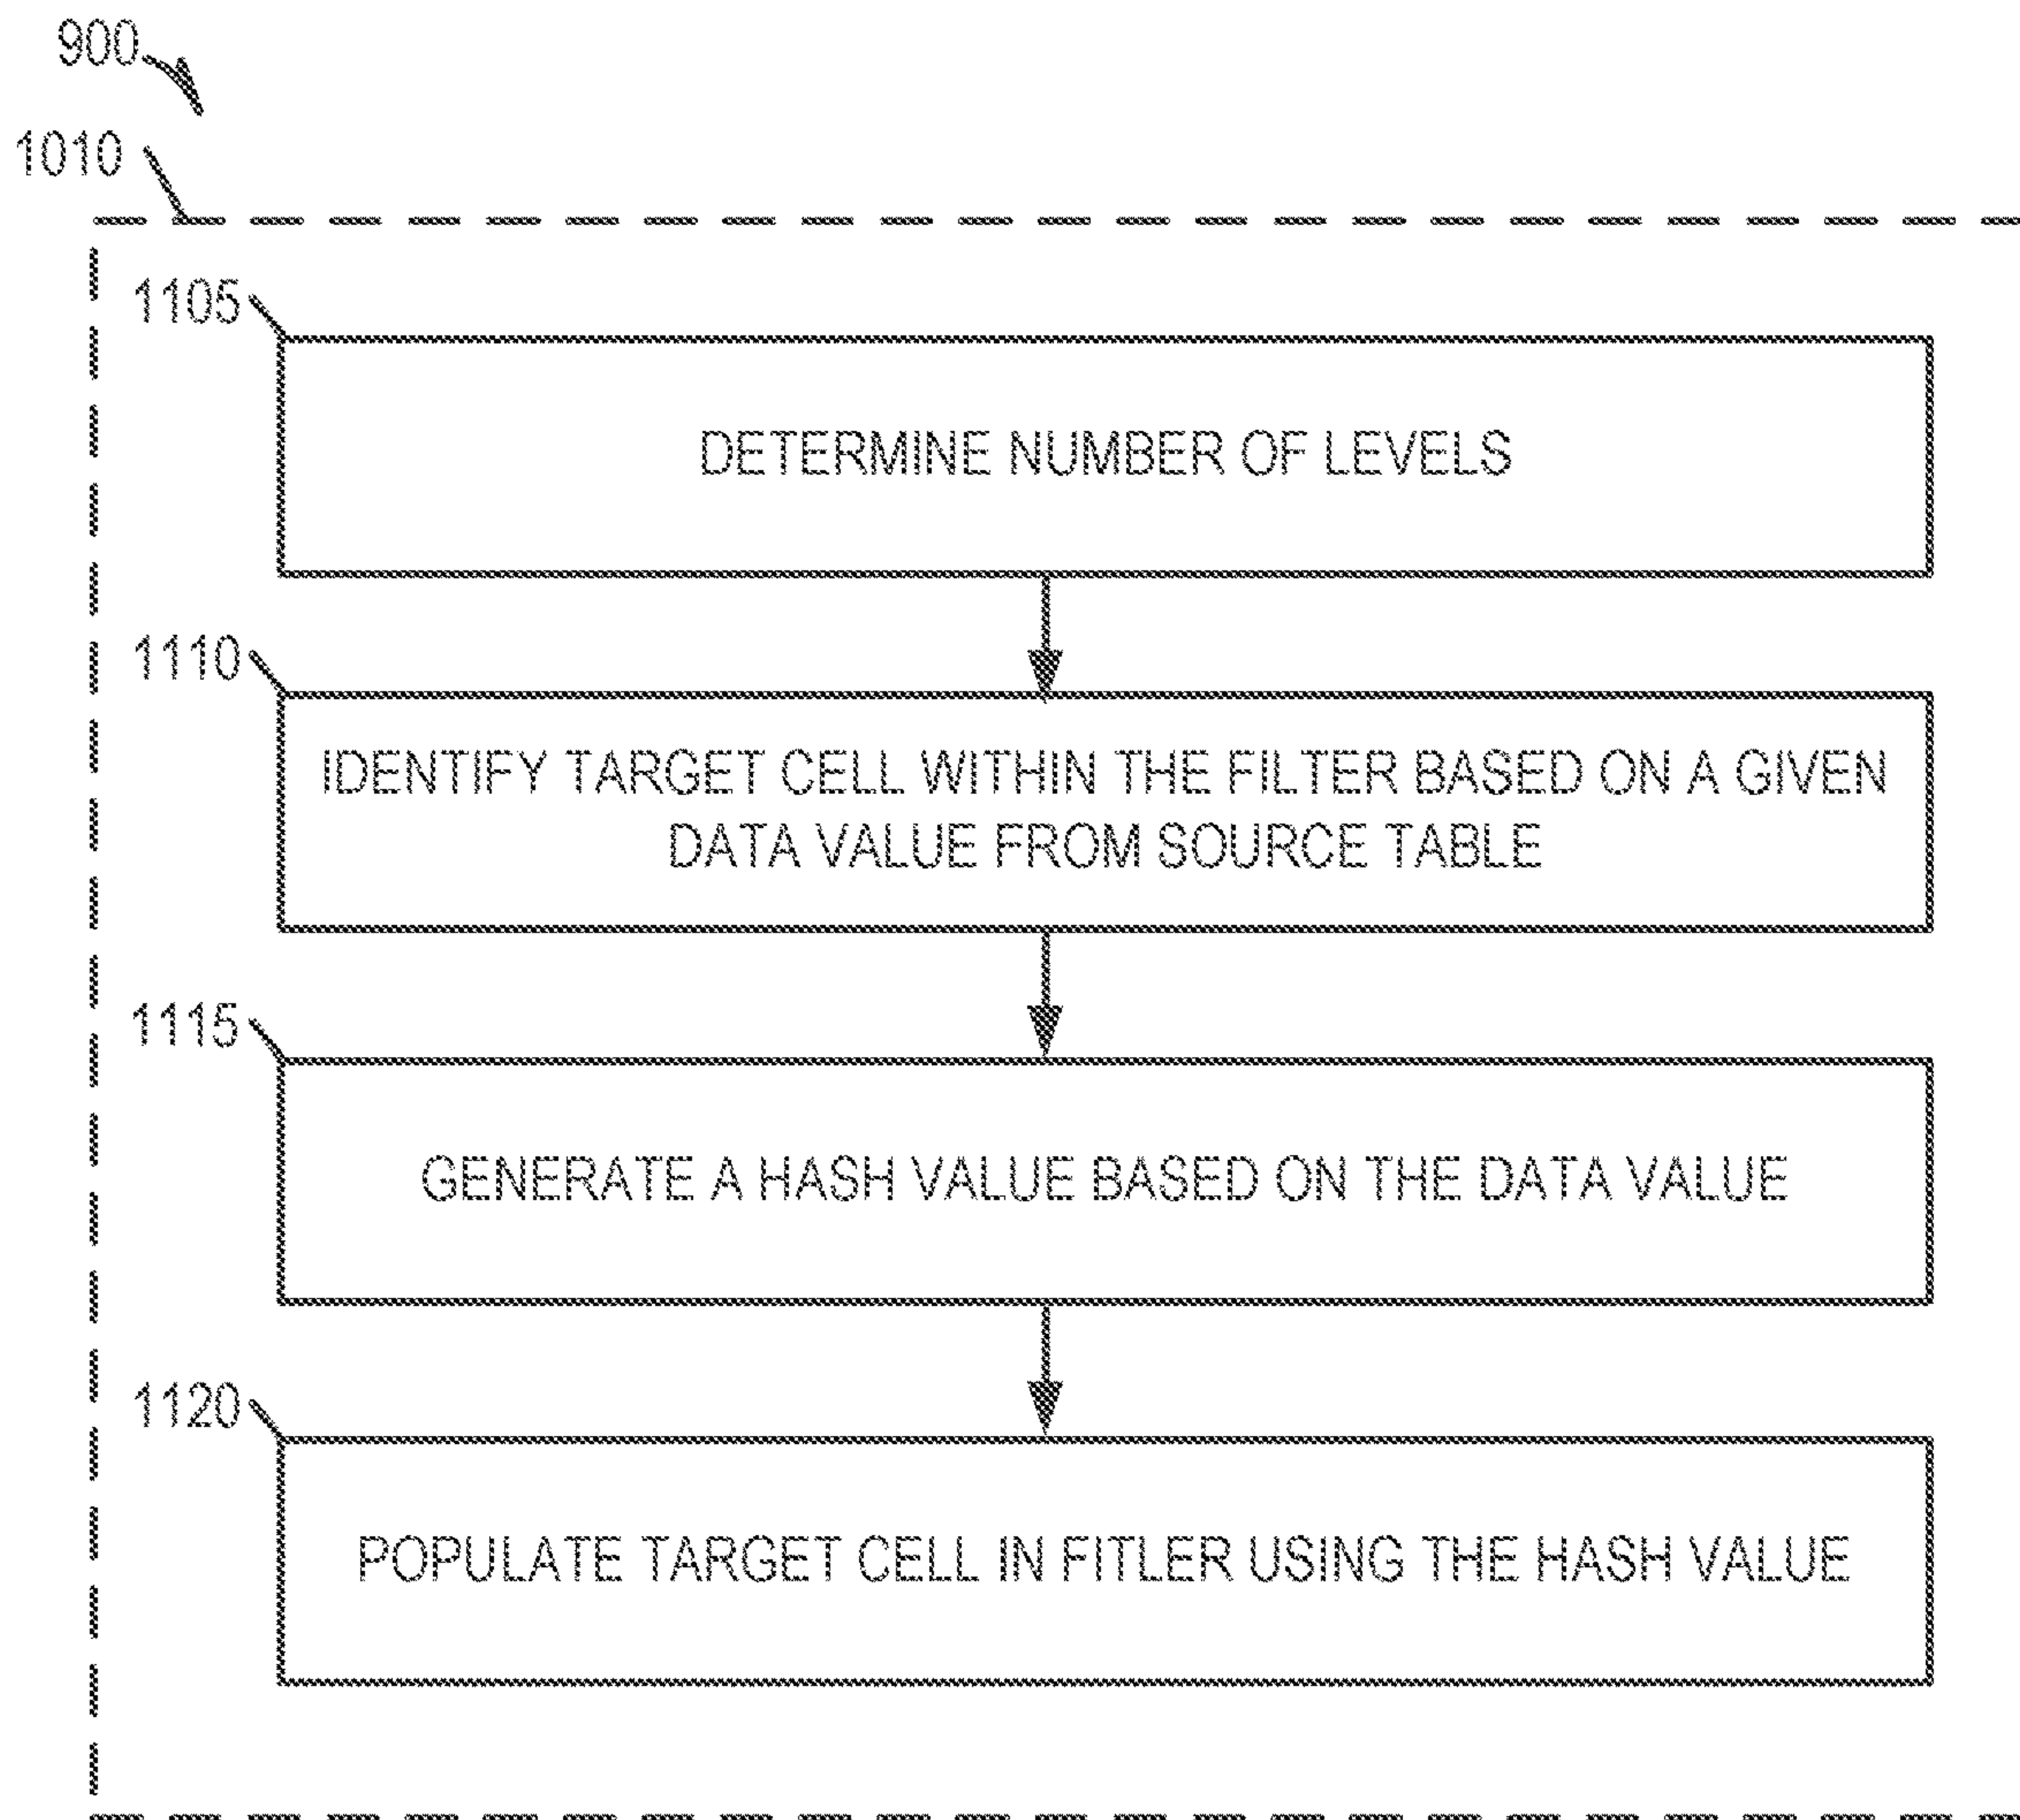 900
1010
1105
DETERMINE NUMBER OF LEVELS
1110
IDENTIFY TARGET CELL WITHIN THE FILTER BASED ON A GIVEN
DATA VALUE FROM SOURCE TABLE
1115
GENERATE A HASH VALUE BASED ON THE DATA VALUE
1120
POPULATE TARGET CELL IN FITLER USING THE HASH VALUE